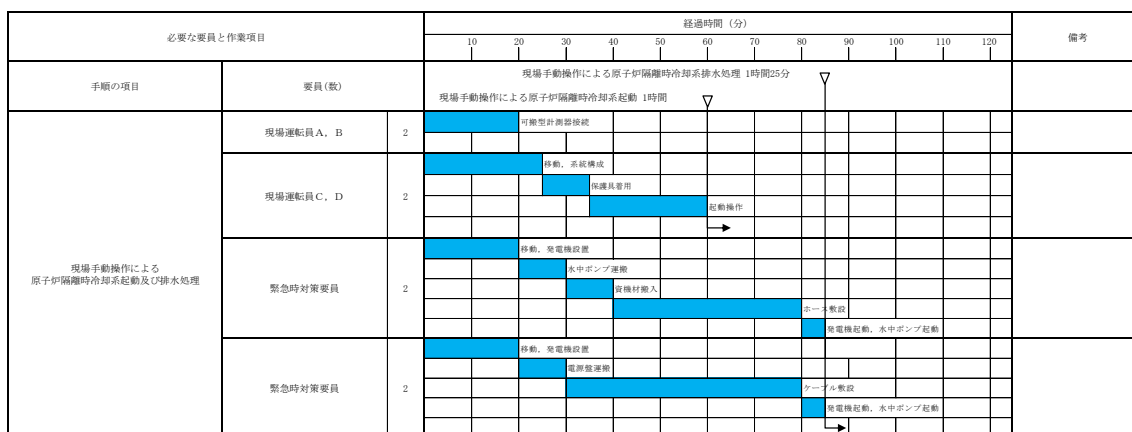 必要な要員と作業項目
経過時間（分）
備考
10 20 30 40 50 60 70 80 90 100 110 120
手順の項目
要員(数)
現場手動操作による原子炉隔離時冷却系排水処理 1時間25分
現場手動操作による原子炉隔離時冷却系起動 1時間
現場手動操作による
原子炉隔離時冷却系起動及び排水処理
現場運転員A，B
2
可搬型計測器接続
現場運転員C，D
2
移動，系統構成
保護具着用
起動操作
緊急時対策要員
2
移動，発電機設置
水中ポンプ運搬
資機材搬入
ホース敷設
発電機起動，水中ポンプ起動
緊急時対策要員
2
移動，発電機設置
電源盤運搬
ケーブル敷設
発電機起動，水中ポンプ起動